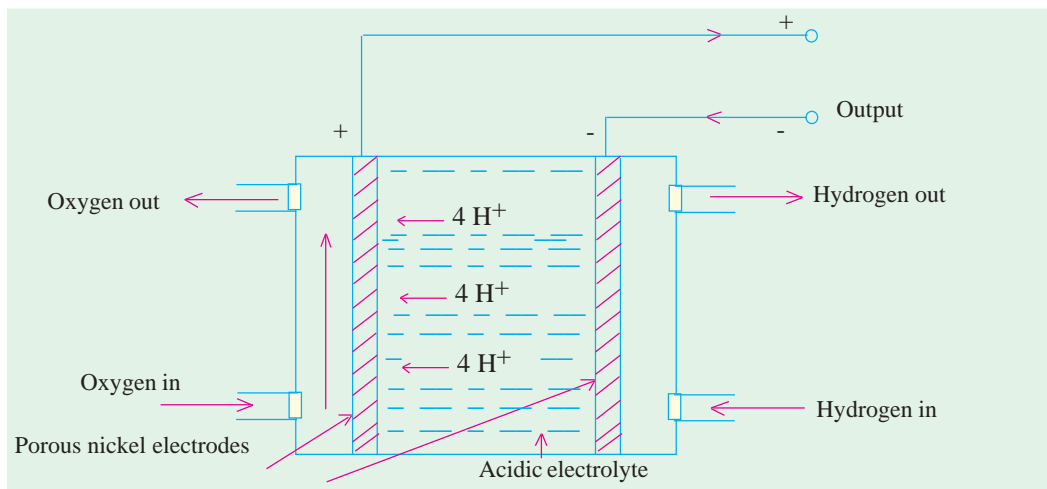 +
Output
+
-
-
Oxygen out
Hydrogen out
4 H+
4 H+
4 H+
Oxygen in
Hydrogen in
Porous nickel electrodes
Acidic electrolyte